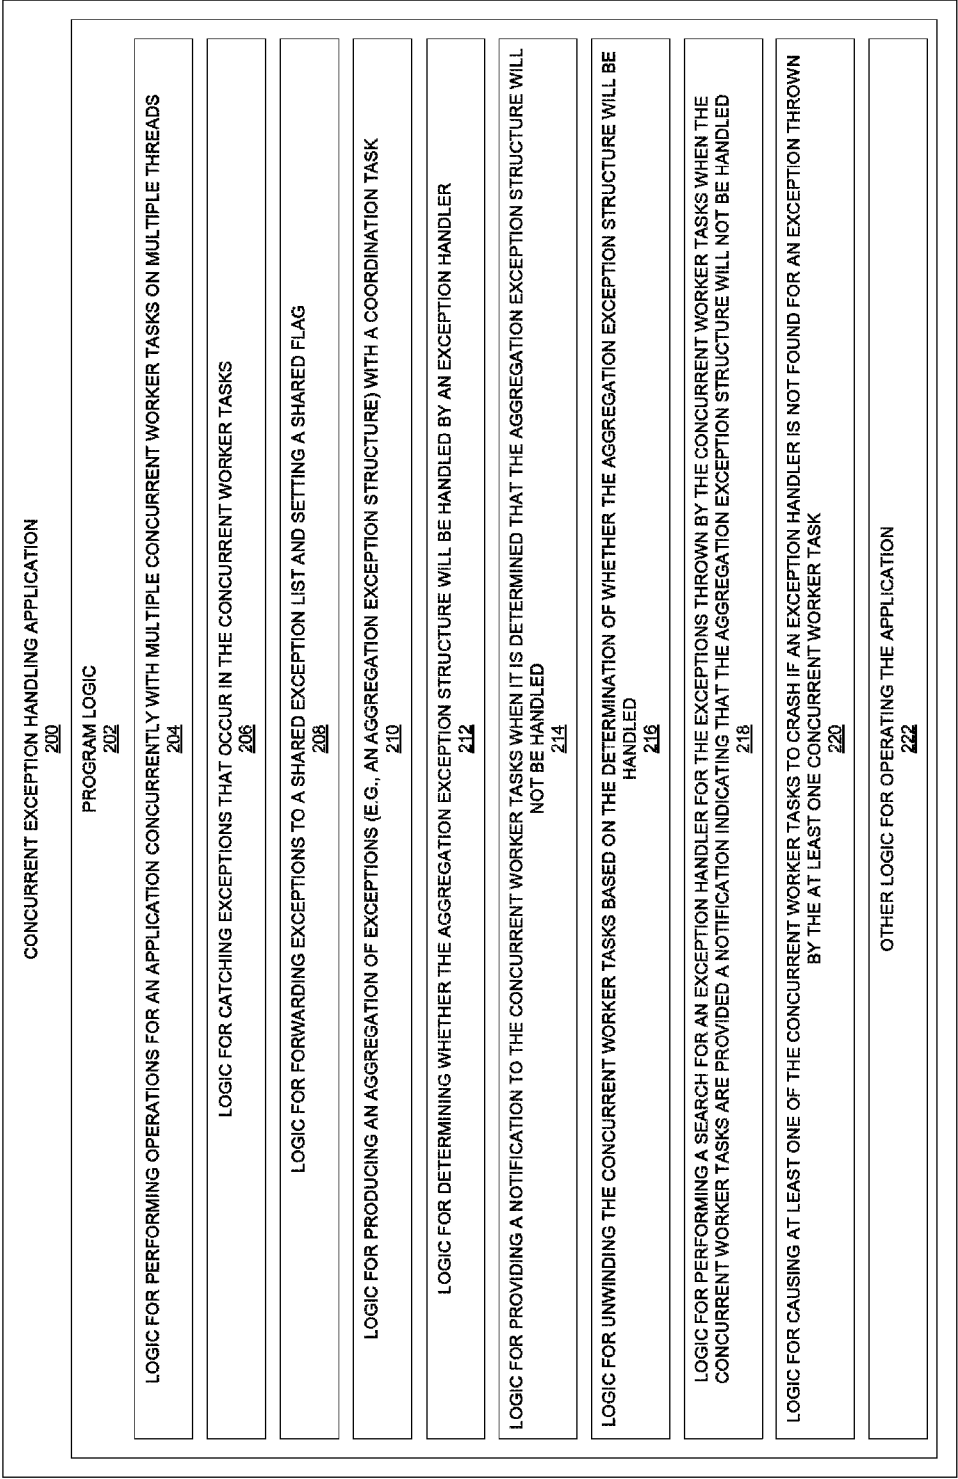 CONCURRENT EXCEPTION HANDLING APPLICATION
200
PROGRAM LOGIC
202
LOGIC FOR PERFORMING OPERATIONS FOR AN APPLICATION CONCURRENTLY WITH MULTIPLE CONCURRENT WORKER TASKS ON MULTIPLE THREADS
204
LOGIC FOR CATCHING EXCEPTIONS THAT OCCUR IN THE CONCURRENT WORKER TASKS
206
LOGIC FOR FORWARDING EXCEPTIONS TO A SHARED EXCEPTION LIST AND SETTING A SHARED FLAG
208
LOGIC FOR PRODUCING AN AGGREGATION OF EXCEPTIONS (E.G., AN AGGREGATION EXCEPTION STRUCTURE) WITH A COORDINATION TASK
210
LOGIC FOR DETERMINING WHETHER THE AGGREGATION EXCEPTION STRUCTURE WILL BE HANDLED BY AN EXCEPTION HANDLER
212
LOGIC FOR PROVIDING A NOTIFICATION TO THE CONCURRENT WORKER TASKS WHEN IT IS DETERMINED THAT THE AGGREGATION EXCEPTION STRUCTURE WILL
NOT BE HANDLED
214
LOGIC FOR UNWINDING THE CONCURRENT WORKER TASKS BASED ON THE DETERMINATION OF WHETHER THE AGGREGATION EXCEPTION STRUCTURE WILL BE
HANDLED
216
LOGIC FOR PERFORMING A SEARCH FOR AN EXCEPTION HANDLER FOR THE EXCEPTIONS THROWN BY THE CONCURRENT WORKER TASKS WHEN THE
CONCURRENT WORKER TASKS ARE PROVIDED A NOTIFICATION INDICATING THAT THE AGGREGATION EXCEPTION STRUCTURE WILL NOT BE HANDLED
218
LOGIC FOR CAUSING AT LEAST ONE OF THE CONCURRENT WORKER TASKS TO CRASH IF AN EXCEPTION HANDLER IS NOT FOUND FOR AN EXCEPTION THROWN
BY THE AT LEAST ONE CONCURRENT WORKER TASK
220
OTHER LOGIC FOR OPERATING THE APPLICATION
222